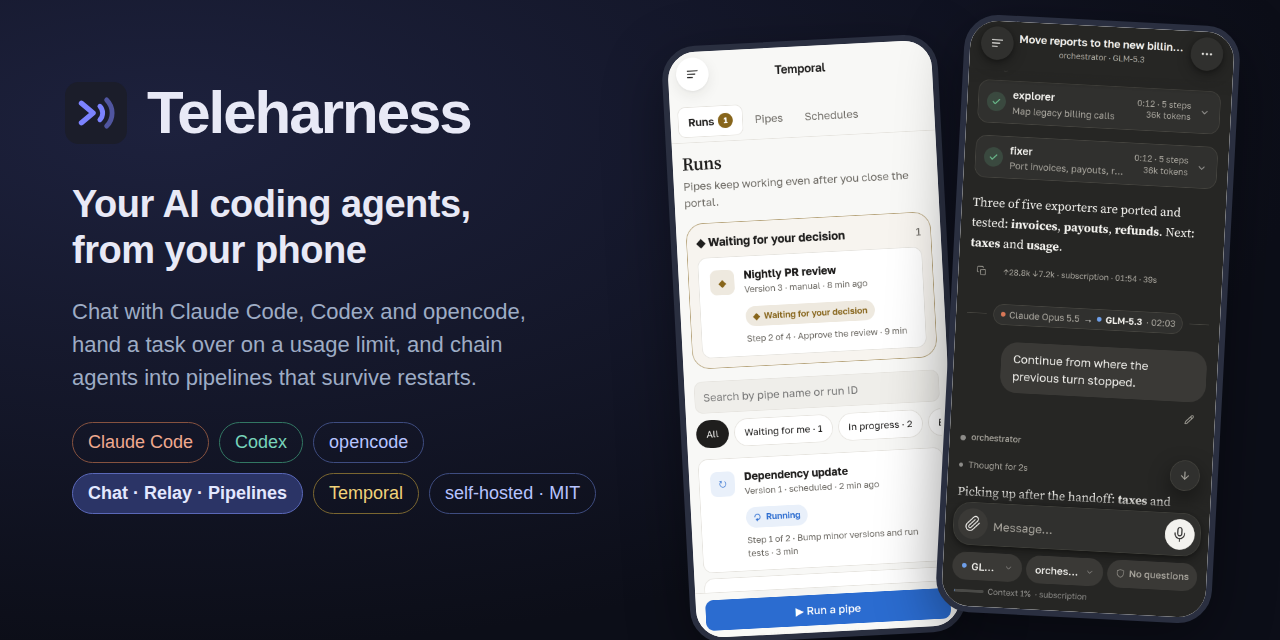 Teleharness
Your AI coding agents,
from your phone
Chat with Claude Code, Codex and opencode,
hand a task over on a usage limit, and chain
agents into pipelines that survive restarts.
Claude Code
Codex
opencode
Chat · Relay · Pipelines
Temporal
self-hosted · MIT
Temporal
Runs 1
Pipes
Schedules
Runs
Pipes keep working even after you close the
portal.
◆ Waiting for your decision 1
Nightly PR review
Version 3 · manual · 8 min ago
◆ Waiting for your decision
Step 2 of 4 · Approve the review · 9 min
Search by pipe name or run ID
All
Waiting for me · 1
In progress · 2
Dependency update
Version 1 · scheduled · 2 min ago
Running
Step 1 of 2 · Bump minor versions and run
tests · 3 min
▶ Run a pipe
Move reports to the new billin...
orchestrator · GLM-5.3
explorer 0:12 · 5 steps
Map legacy billing calls 36k tokens
fixer 0:12 · 5 steps
Port invoices, payouts, r... 36k tokens
Three of five exporters are ported and
tested: invoices, payouts, refunds. Next:
taxes and usage.
↑28.8k ↓7.2k · subscription · 01:54 · 39s
Claude Opus 5.5 → GLM-5.3 · 02:03
Continue from where the
previous turn stopped.
orchestrator
Thought for 2s
Picking up after the handoff: taxes and
Message...
GL...
orches...
No questions
Context 1% · subscription